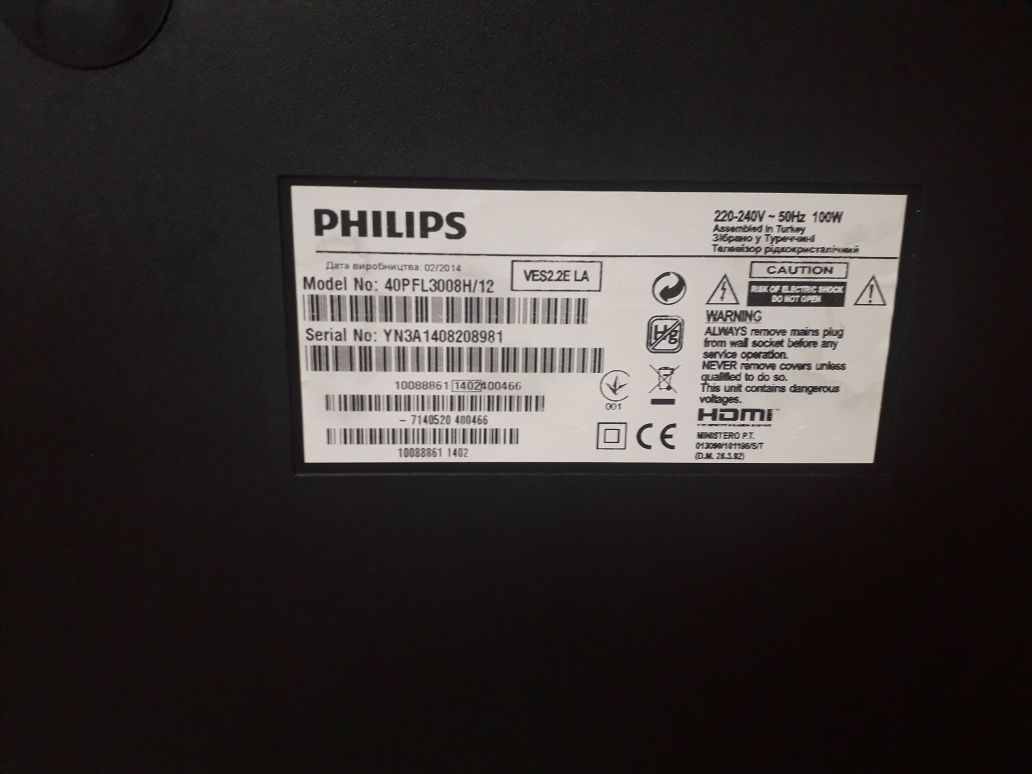 PHILIPS
220-240V ~ 50Hz 100W
Assembled in Turkey
Зібрано у Туреччині
Телевізор рідкокристалічний
Дата виробництва: 02/2014
VES2.2E LA
Model No: 40PFL3008H/12
Serial No: YN3A1408208981
10088861 1402400466
- 7140520 400466
10088861 1402
001
Hg
CE
CAUTION
RISK OF ELECTRIC SHOCK
DO NOT OPEN
WARNING
ALWAYS remove mains plug
from wall socket before any
service operation.
NEVER remove covers unless
qualified to do so.
This unit contains dangerous
voltages.
HDMI
MINISTERO P.T.
(D.M. 26.3.92)